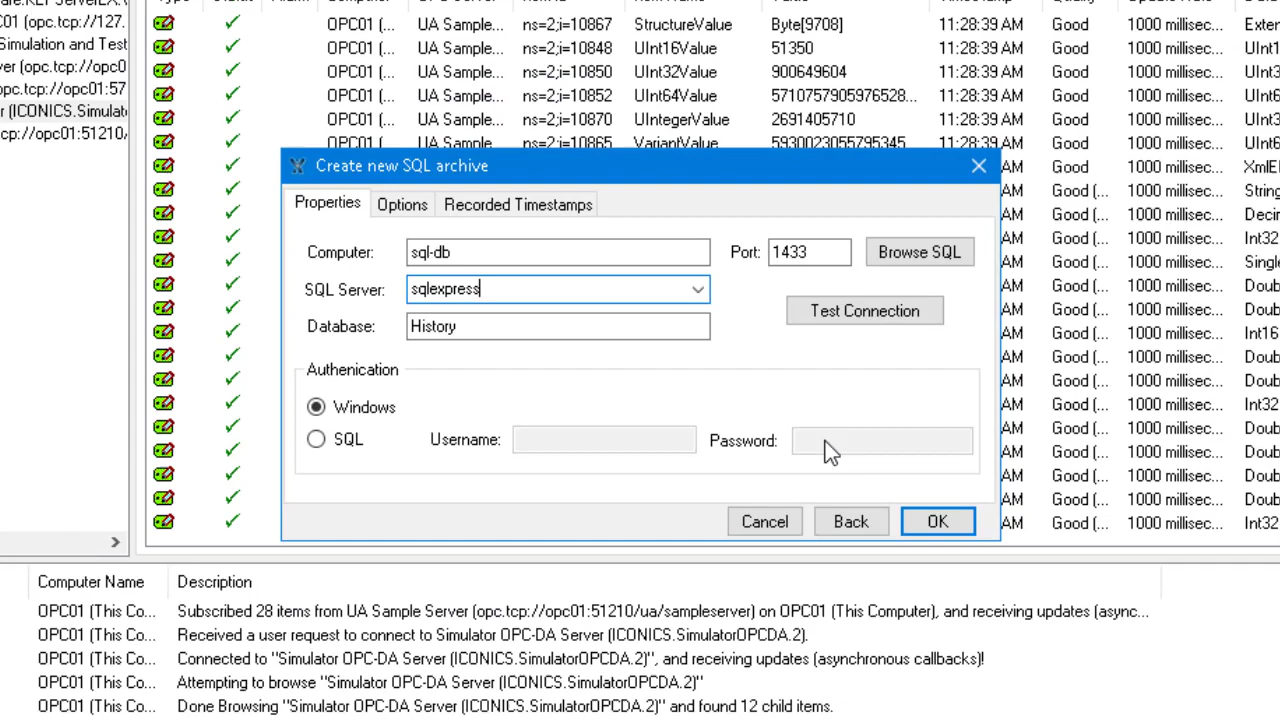 (opc.tcp://127.
Simulation and Test
ver (opc.tcp://opc0
opc.tcp://opc01:57
r (ICONICS.Simulat
cp://opc01:51210/
OPC01 (... UA Sample... ns=2;i=10867 StructureValue Byte[9708] 11:28:39 AM Good 1000 millisec... Exter
OPC01 (... UA Sample... ns=2;i=10848 UInt16Value 51350 11:28:39 AM Good 1000 millisec... UInt1
OPC01 (... UA Sample... ns=2;i=10850 UInt32Value 900649604 11:28:39 AM Good 1000 millisec... UInt3
OPC01 (... UA Sample... ns=2;i=10852 UInt64Value 5710757905976528... 11:28:39 AM Good 1000 millisec... UInt6
OPC01 (... UA Sample... ns=2;i=10870 UIntegerValue 2691405710 11:28:39 AM Good 1000 millisec... UInt3
OPC01 (... UA Sample... ns=2;i=10865 VariantValue 5930023055795345 11:28:39 AM Good 1000 millisec... UInt6
AM Good 1000 millisec... XmlEl
AM Good (... 1000 millisec... String
AM Good (... 1000 millisec... Decir
AM Good (... 1000 millisec... Int32
AM Good (... 1000 millisec... Single
AM Good (... 1000 millisec... Doub
AM Good (... 1000 millisec... Doub
AM Good (... 1000 millisec... Int16
AM Good (... 1000 millisec... Doub
AM Good (... 1000 millisec... Doub
AM Good (... 1000 millisec... Int32
AM Good (... 1000 millisec... Doub
AM Good (... 1000 millisec... Doub
AM Good (... 1000 millisec... Doub
AM Good (... 1000 millisec... Doub
AM Good (... 1000 millisec... Int32
Create new SQL archive
Properties Options Recorded Timestamps
Computer: sql-db Port: 1433 Browse SQL
SQL Server: sqlexpress
Test Connection
Database: History
Authenication
Windows
SQL Username: Password:
Cancel Back OK
Computer Name Description
OPC01 (This Co... Subscribed 28 items from UA Sample Server (opc.tcp://opc01:51210/ua/sampleserver) on OPC01 (This Computer), and receiving updates (async...
OPC01 (This Co... Received a user request to connect to Simulator OPC-DA Server (ICONICS.SimulatorOPCDA.2).
OPC01 (This Co... Connected to "Simulator OPC-DA Server (ICONICS.SimulatorOPCDA.2)", and receiving updates (asynchronous callbacks)!
OPC01 (This Co... Attempting to browse "Simulator OPC-DA Server (ICONICS.SimulatorOPCDA.2)"
OPC01 (This Co... Done Browsing "Simulator OPC-DA Server (ICONICS.SimulatorOPCDA.2)" and found 12 child items.